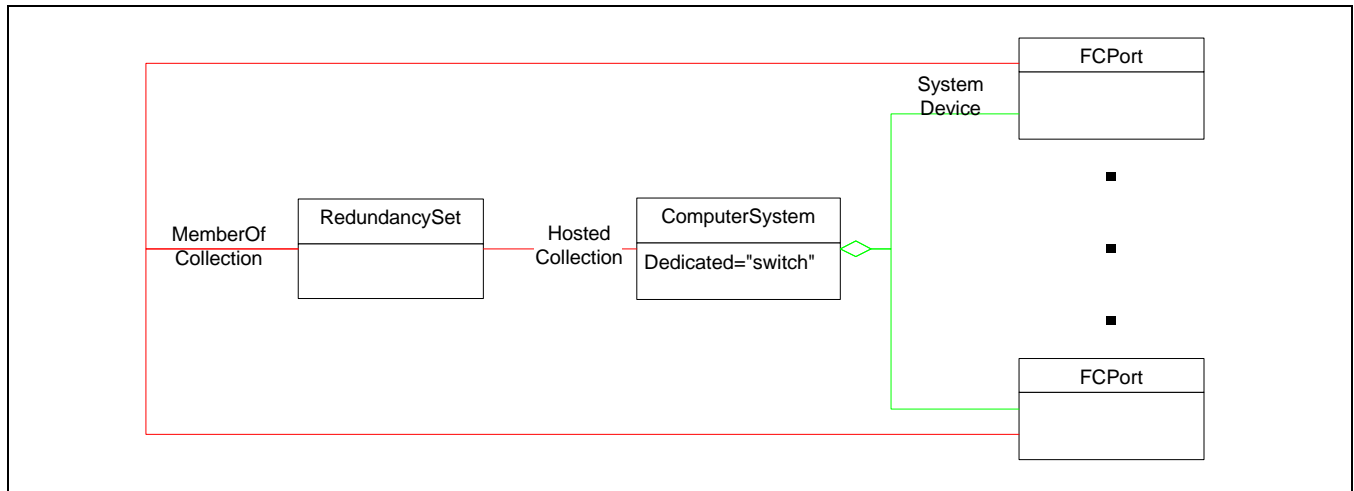 FCPort
System
Device
RedundancySet
ComputerSystem
MemberOf
Collection
Hosted
Collection
Dedicated="switch"
FCPort